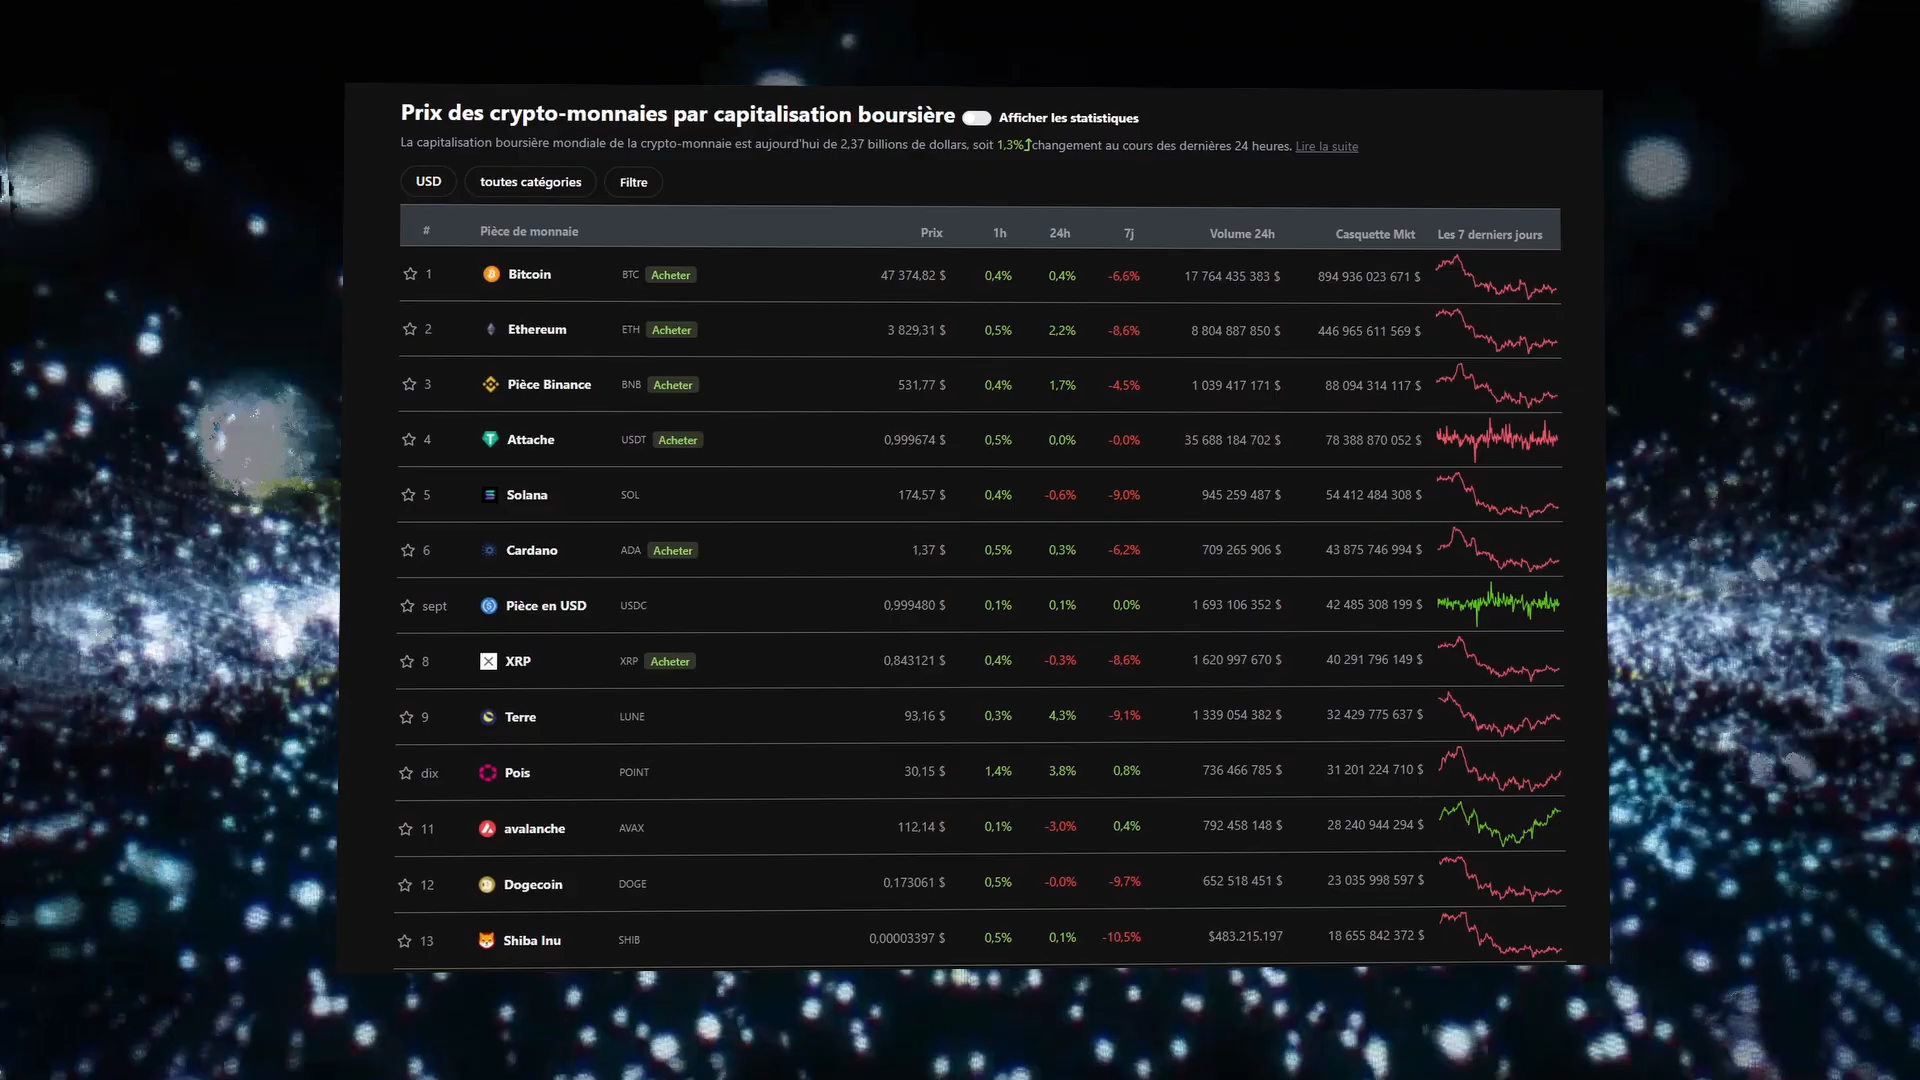 Prix des crypto-monnaies par capitalisation boursière Afficher les statistiques
La capitalisation boursière mondiale de la crypto-monnaie est aujourd'hui de 2,37 billions de dollars, soit 1,3% changement au cours des dernières 24 heures. Lire la suite
USD toutes catégories Filtre
# Pièce de monnaie Prix 1h 24h 7j Volume 24h Casquette Mkt Les 7 derniers jours
1 Bitcoin BTC Acheter 47 374,82 $ 0,4% 0,4% -6,6% 17 764 435 383 $ 894 936 023 671 $
2 Ethereum ETH Acheter 3 829,31 $ 0,5% 2,2% -8,6% 8 804 887 850 $ 446 965 611 569 $
3 Pièce Binance BNB Acheter 531,77 $ 0,4% 1,7% -4,5% 1 039 417 171 $ 88 094 314 117 $
4 Attache USDT Acheter 0,999674 $ 0,5% 0,0% -0,0% 35 688 184 702 $ 78 388 870 052 $
5 Solana SOL 174,57 $ 0,4% -0,6% -9,0% 945 259 487 $ 54 412 484 308 $
6 Cardano ADA Acheter 1,37 $ 0,5% 0,3% -6,2% 709 265 906 $ 43 875 746 994 $
sept Pièce en USD USDC 0,999480 $ 0,1% 0,1% 0,0% 1 693 106 352 $ 42 485 308 199 $
8 XRP XRP Acheter 0,843121 $ 0,4% -0,3% -8,6% 1 620 997 670 $ 40 291 796 149 $
9 Terre LUNE 93,16 $ 0,3% 4,3% -9,1% 1 339 054 382 $ 32 429 775 637 $
dix Pois POINT 30,15 $ 1,4% 3,8% 0,8% 736 466 785 $ 31 201 224 710 $
11 avalanche AVAX 112,14 $ 0,1% -3,0% 0,4% 792 458 148 $ 28 240 944 294 $
12 Dogecoin DOGE 0,173061 $ 0,5% -0,0% -9,7% 652 518 451 $ 23 035 998 597 $
13 Shiba Inu SHIB 0,00003397 $ 0,5% 0,1% -10,5% $483.215.197 18 655 842 372 $